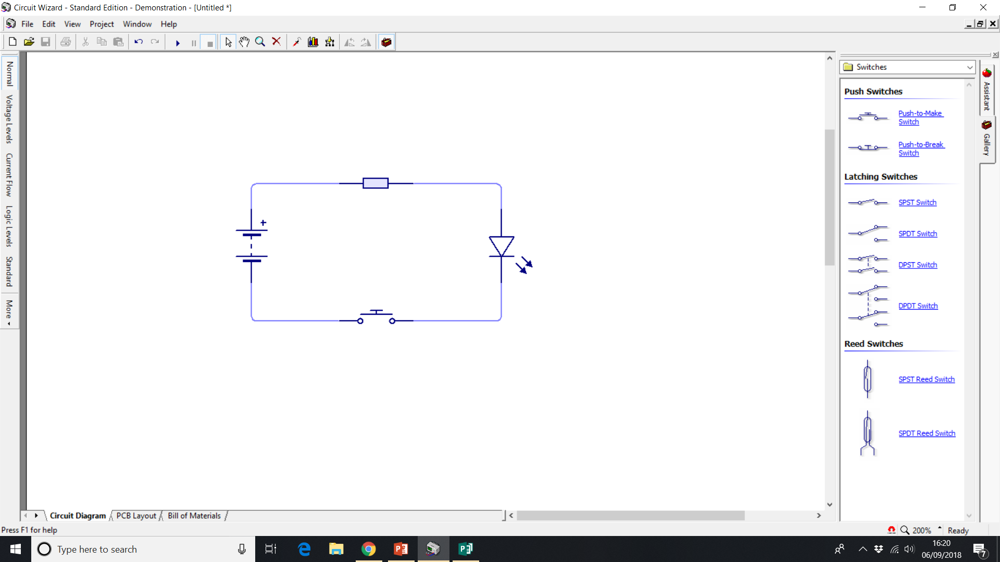 Circuit Wizard - Standard Edition - Demonstration - [Untitled *]
File Edit View Project Window Help
Normal
Voltage Levels
Current Flow
Logic Levels
Standard
More
+
Switches
Push Switches
Push-to-Make
Switch
Push-to-Break
Switch
Latching Switches
SPST Switch
SPDT Switch
DPST Switch
DPDT Switch
Reed Switches
SPST Reed Switch
SPDT Reed Switch
Assistant
Gallery
Circuit Diagram PCB Layout Bill of Materials
Press F1 for help
200% Ready
Type here to search
16:20
06/09/2018
7